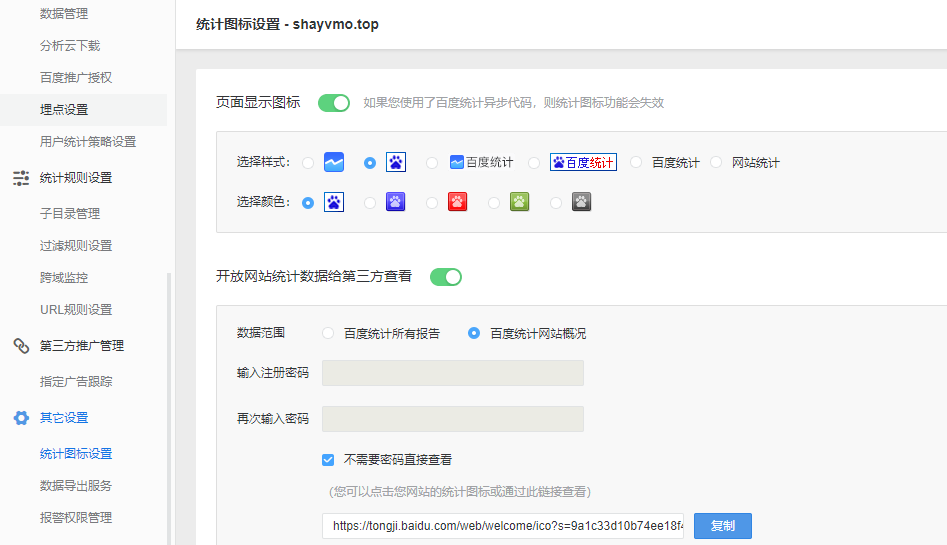 数据管理
分析云下载
百度推广授权
埋点设置
用户统计策略设置
统计规则设置
子目录管理
过滤规则设置
跨域监控
URL规则设置
第三方推广管理
指定广告跟踪
其它设置
统计图标设置
数据导出服务
报警权限管理
统计图标设置 - shayvmo.top
页面显示图标 如果您使用了百度统计异步代码，则统计图标功能会失效
选择样式： 百度统计 百度统计 百度统计 网站统计
选择颜色：
开放网站统计数据给第三方查看
数据范围 百度统计所有报告 百度统计网站概况
输入注册密码
再次输入密码
不需要密码直接查看
（您可以点击您网站的统计图标或通过此链接查看）
https://tongji.baidu.com/web/welcome/ico?s=9a1c33d10b74ee18f4 复制